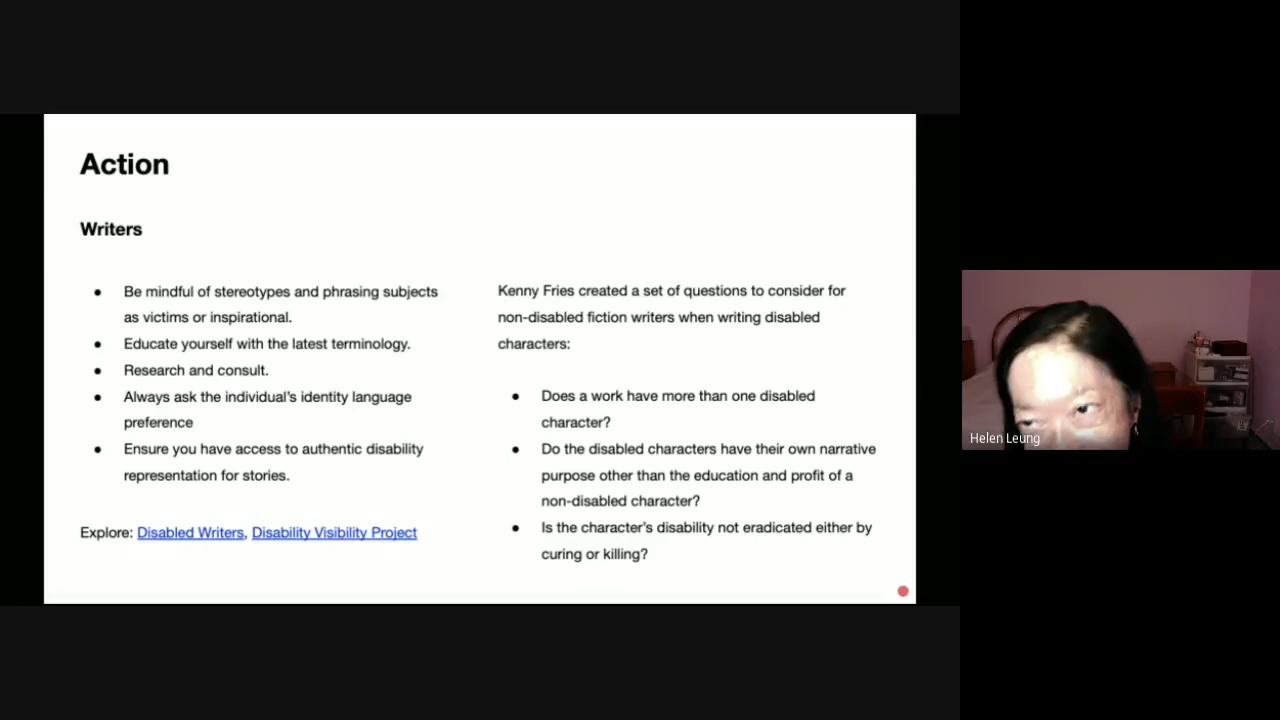 Action
Writers
● Be mindful of stereotypes and phrasing subjects
as victims or inspirational.
● Educate yourself with the latest terminology.
● Research and consult.
● Always ask the individual's identity language
preference
● Ensure you have access to authentic disability
representation for stories.
Explore: Disabled Writers, Disability Visibility Project
Kenny Fries created a set of questions to consider for
non-disabled fiction writers when writing disabled
characters:
● Does a work have more than one disabled
character?
● Do the disabled characters have their own narrative
purpose other than the education and profit of a
non-disabled character?
● Is the character's disability not eradicated either by
curing or killing?
Helen Leung